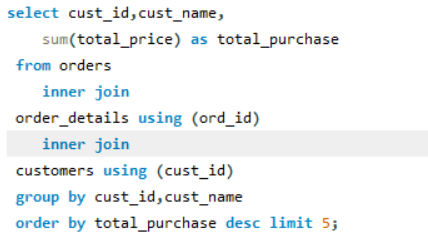 select cust_id,cust_name,
sum(total_price) as total_purchase
from orders
inner join
order_details using (ord_id)
inner join
customers using (cust_id)
group by cust_id,cust_name
order by total_purchase desc limit 5;